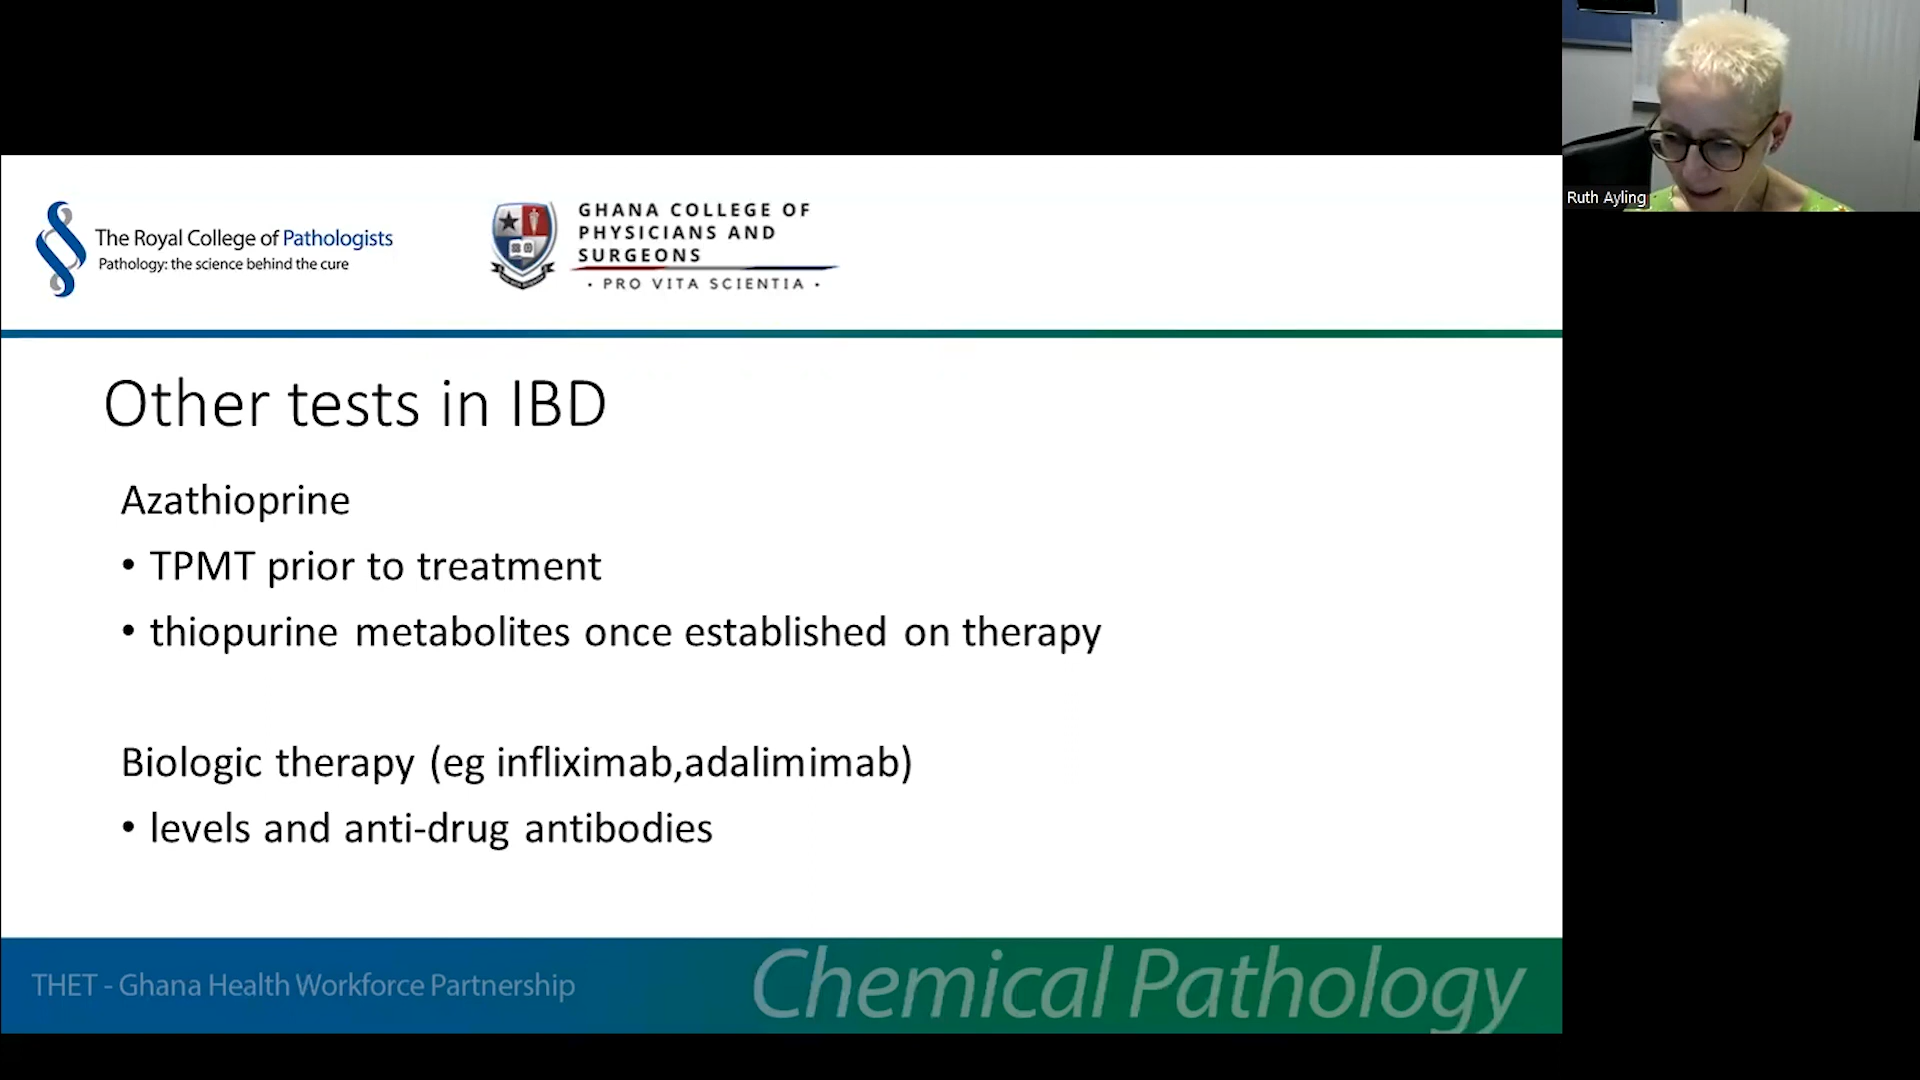 The Royal College of Pathologists
Pathology: the science behind the cure
GHANA COLLEGE OF
PHYSICIANS AND
SURGEONS
· PRO VITA SCIENTIA ·
Ruth Ayling
Other tests in IBD
Azathioprine
• TPMT prior to treatment
• thiopurine metabolites once established on therapy
Biologic therapy (eg infliximab,adalimimab)
• levels and anti-drug antibodies
THET - Ghana Health Workforce Partnership
Chemical Pathology